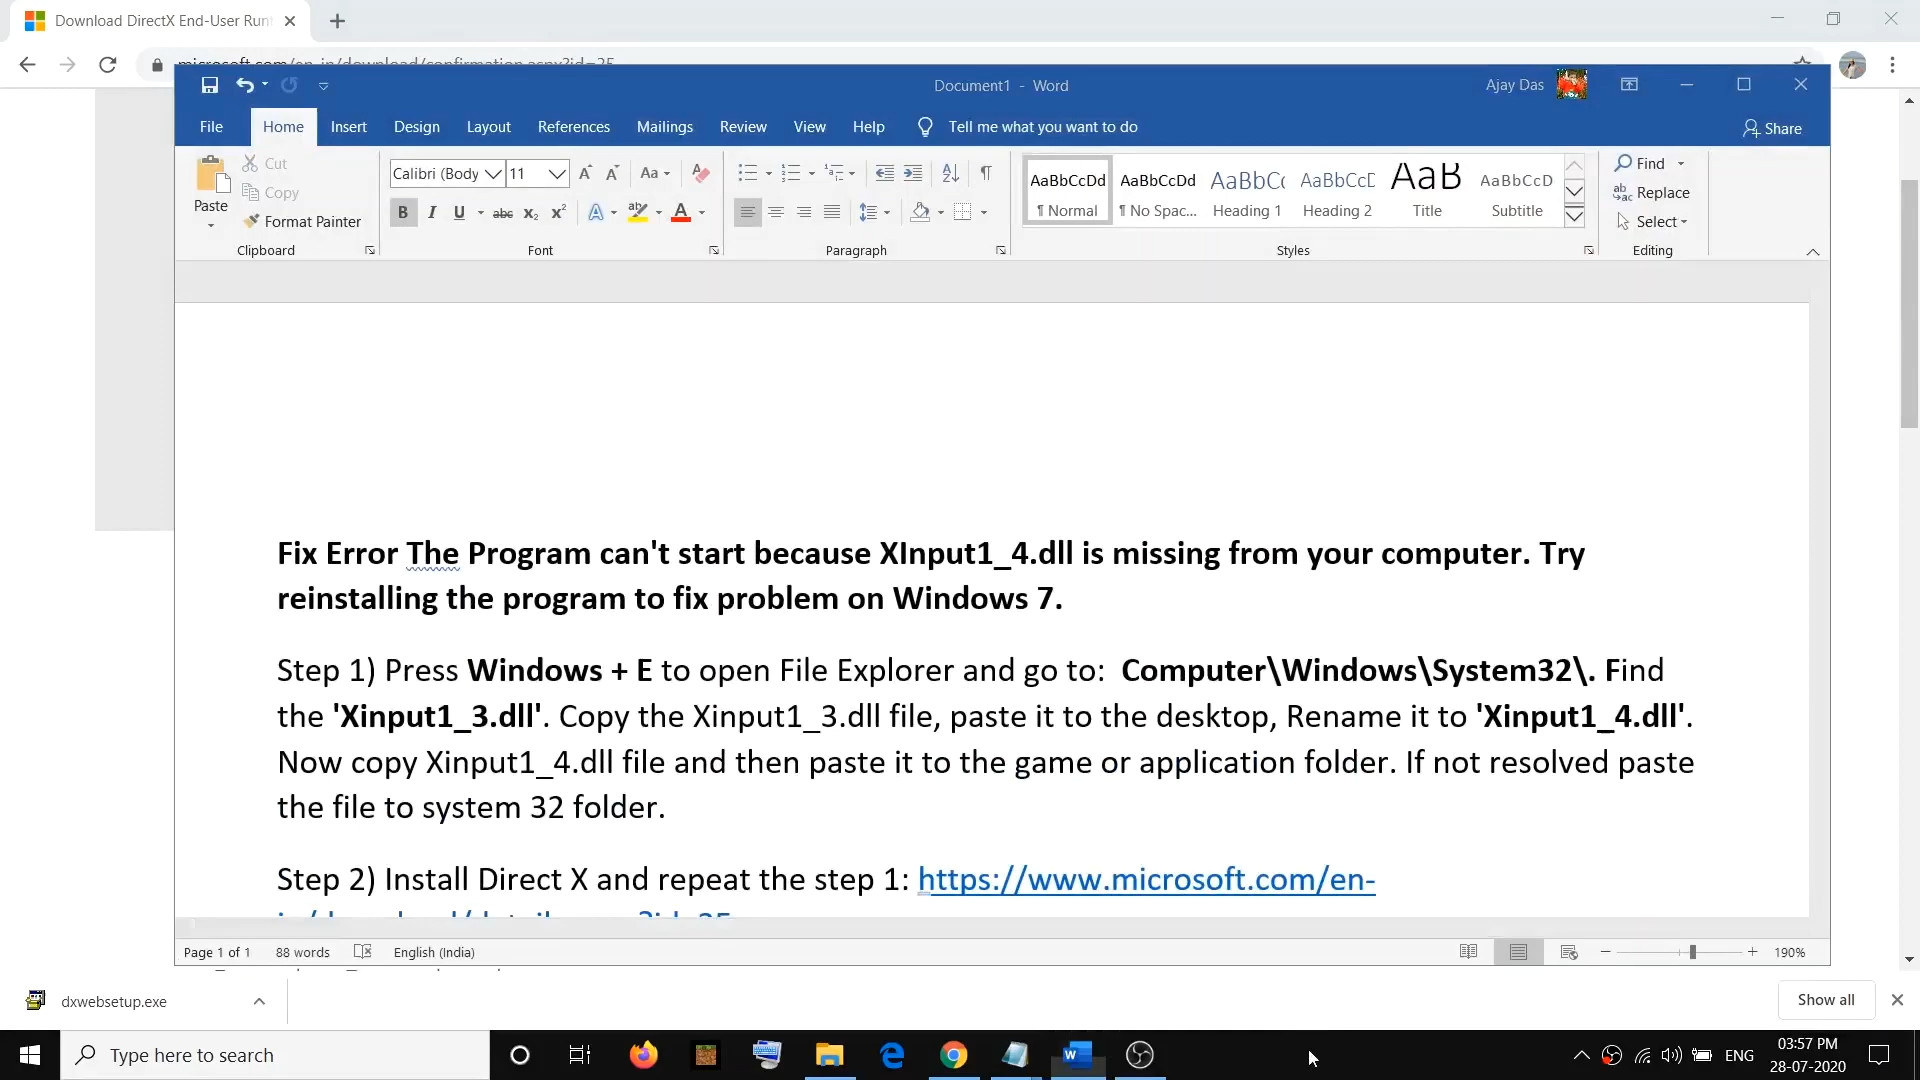 Download DirectX End-User Run
Document1 - Word
Ajay Das
File Home Insert Design Layout References Mailings Review View Help Tell me what you want to do Share
Paste
Cut
Copy
Format Painter
Clipboard
Calibri (Body 11
Aa
B I U abc x₂ x² A ab A
Font
Paragraph
AaBbCcDd AaBbCcDd AaBbCc AaBbCcD AaB AaBbCcD
¶ Normal ¶ No Spac... Heading 1 Heading 2 Title Subtitle
Styles
Find
Replace
Select
Editing
Fix Error The Program can't start because XInput1_4.dll is missing from your computer. Try
reinstalling the program to fix problem on Windows 7.
Step 1) Press Windows + E to open File Explorer and go to: Computer\Windows\System32\. Find
the 'Xinput1_3.dll'. Copy the Xinput1_3.dll file, paste it to the desktop, Rename it to 'Xinput1_4.dll'.
Now copy Xinput1_4.dll file and then paste it to the game or application folder. If not resolved paste
the file to system 32 folder.
Step 2) Install Direct X and repeat the step 1: https://www.microsoft.com/en-
Page 1 of 1 88 words English (India) 190%
dxwebsetup.exe
Show all
Type here to search
ENG
03:57 PM
28-07-2020